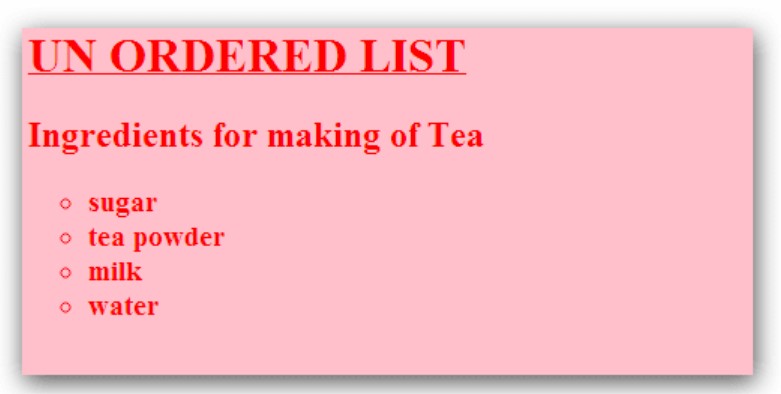 UN ORDERED LIST
Ingredients for making of Tea
sugar
tea powder
milk
water